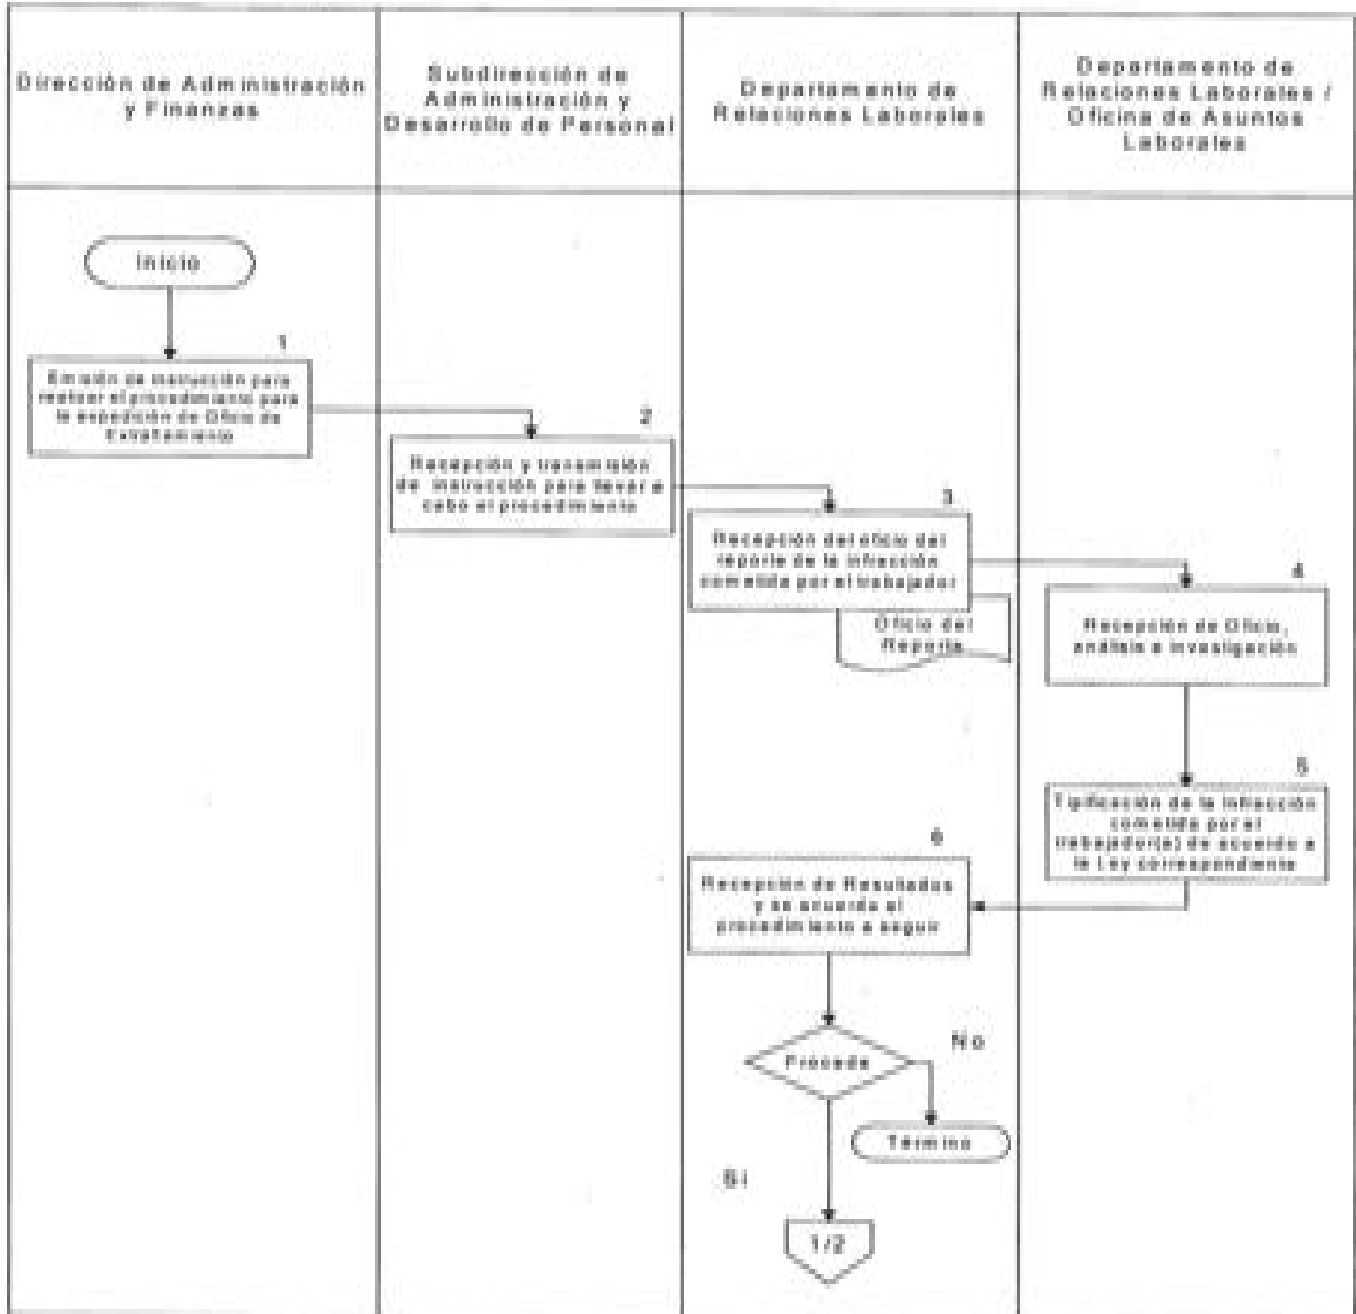 Dirección de Administración
y Finanzas
Subdirección de
Administración y
Desarrollo de Personal
Departamento de
Relaciones Laborales
Departamento de
Relaciones Laborales /
Oficina de Asuntos
Laborales
Inicio
1
Emisión de instrucción para
realizar el procedimiento para
la expedición de Oficio de
Extrañamiento
2
Recepción y transmisión
de instrucción para llevar a
cabo el procedimiento
3
Recepción del oficio del
reporte de la infracción
cometida por el trabajador
Oficio del
Reporte
4
Recepción de Oficio,
análisis e investigación
5
Tipificación de la infracción
cometida por el
trabajador(a) de acuerdo a
la Ley correspondiente
6
Recepción de Resultados
y se acuerda el
procedimiento a seguir
Procede
No
Término
Si
1/2